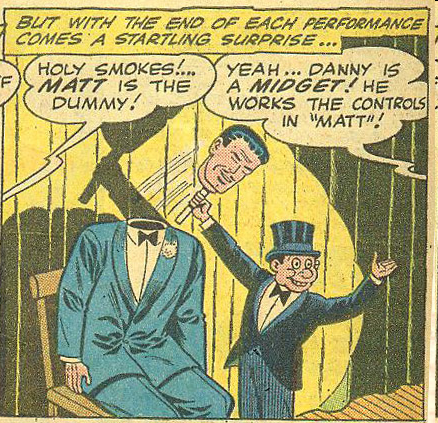 BUT WITH THE END OF EACH PERFORMANCE
COMES A STARTLING SURPRISE...
HOLY SMOKES!...
MATT IS THE
DUMMY!
YEAH... DANNY IS
A MIDGET! HE
WORKS THE CONTROLS
IN "MATT"!